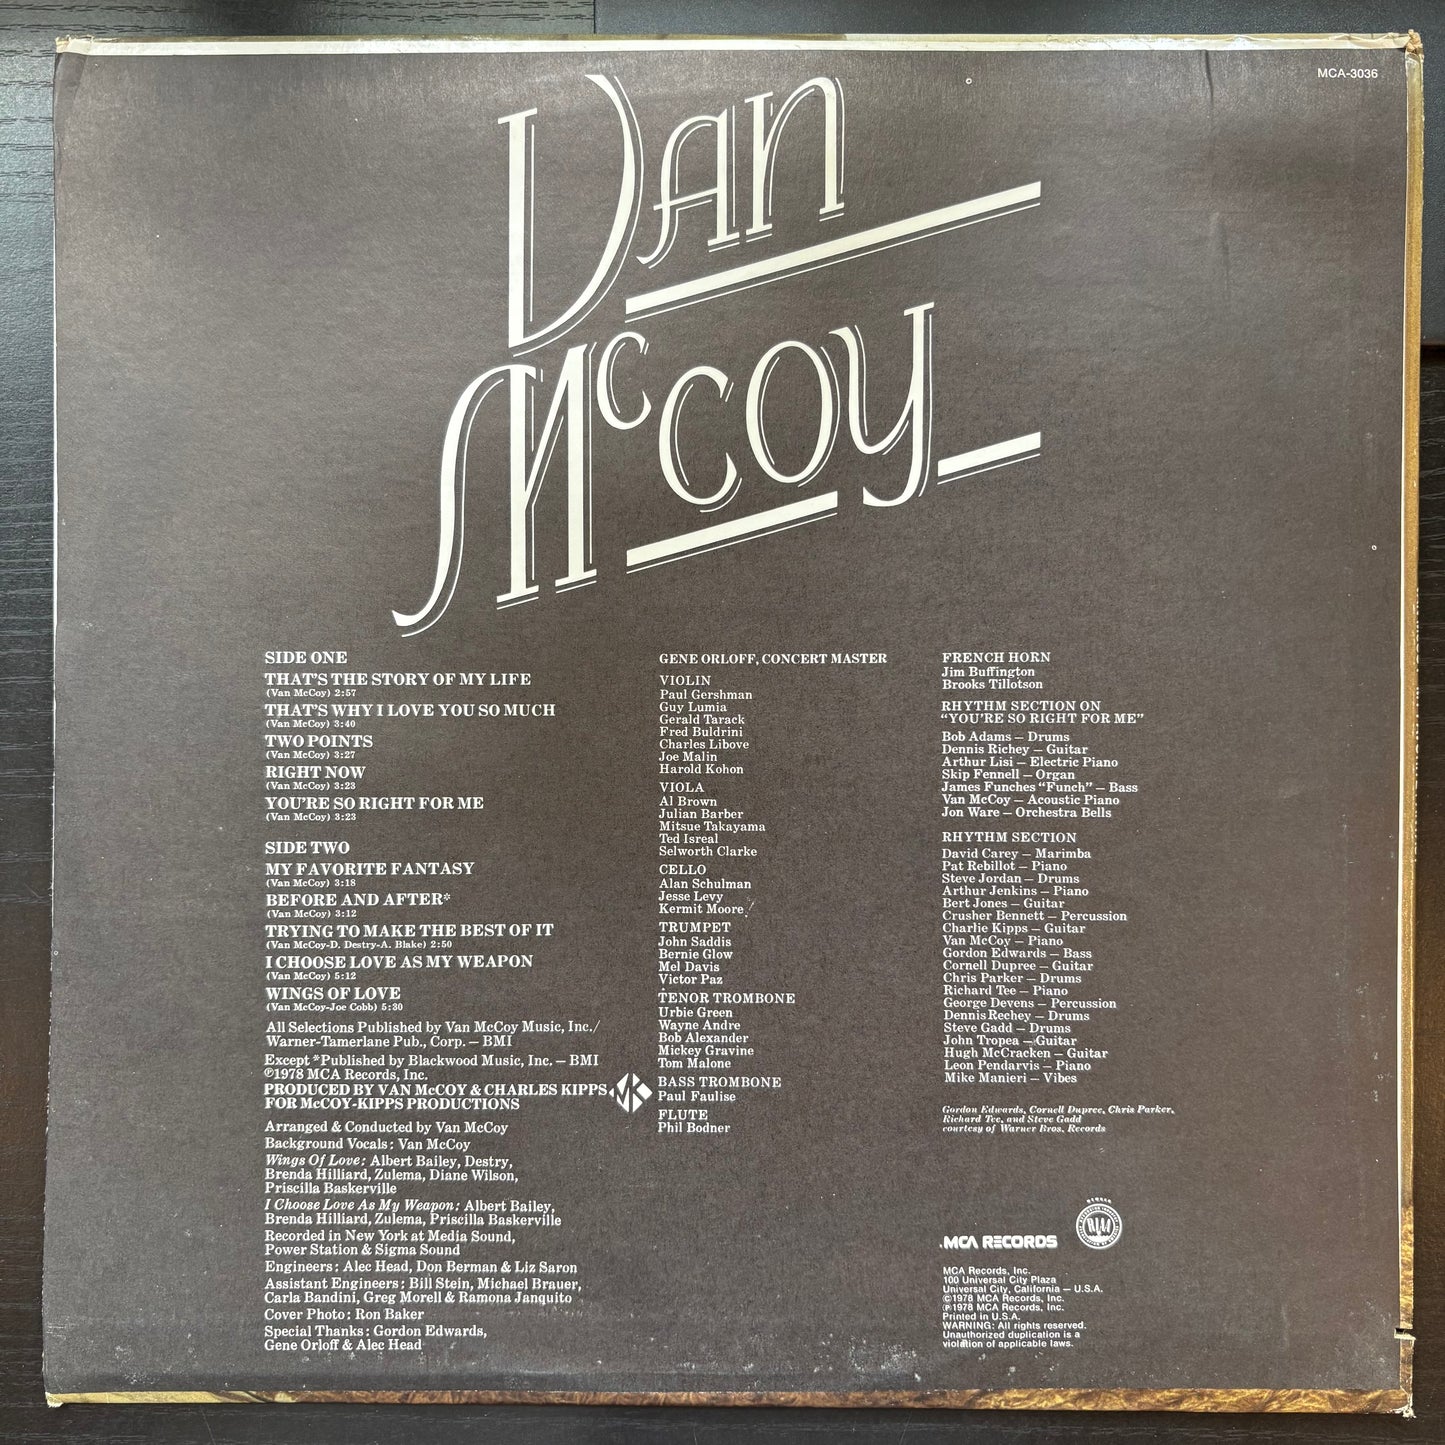 MCA-3036
VAN
McCOY
SIDE ONE
THAT'S THE STORY OF MY LIFE
(Van McCoy) 2:57
THAT'S WHY I LOVE YOU SO MUCH
(Van McCoy) 3:40
TWO POINTS
(Van McCoy) 3:27
RIGHT NOW
(Van McCoy) 3:23
YOU'RE SO RIGHT FOR ME
(Van McCoy) 3:23
SIDE TWO
MY FAVORITE FANTASY
(Van McCoy) 3:18
BEFORE AND AFTER*
(Van McCoy) 3:12
TRYING TO MAKE THE BEST OF IT
(Van McCoy-D. Destry-A. Blake) 2:50
I CHOOSE LOVE AS MY WEAPON
(Van McCoy) 5:12
WINGS OF LOVE
(Van McCoy-Joe Cobb) 5:30
All Selections Published by Van McCoy Music, Inc./
Warner-Tamerlane Pub., Corp. — BMI
Except *Published by Blackwood Music, Inc. — BMI
℗1978 MCA Records, Inc.
PRODUCED BY VAN McCOY & CHARLES KIPPS
FOR McCOY-KIPPS PRODUCTIONS
MK
Arranged & Conducted by Van McCoy
Background Vocals: Van McCoy
Wings Of Love: Albert Bailey, Destry,
Brenda Hilliard, Zulema, Diane Wilson,
Priscilla Baskerville
I Choose Love As My Weapon: Albert Bailey,
Brenda Hilliard, Zulema, Priscilla Baskerville
Recorded in New York at Media Sound,
Power Station & Sigma Sound
Engineers: Alec Head, Don Berman & Liz Saron
Assistant Engineers: Bill Stein, Michael Brauer,
Carla Bandini, Greg Morell & Ramona Janquito
Cover Photo: Ron Baker
Special Thanks: Gordon Edwards,
Gene Orloff & Alec Head
GENE ORLOFF, CONCERT MASTER
VIOLIN
Paul Gershman
Guy Lumia
Gerald Tarack
Fred Buldrini
Charles Libove
Joe Malin
Harold Kohon
VIOLA
Al Brown
Julian Barber
Mitsue Takayama
Ted Isreal
Selworth Clarke
CELLO
Alan Schulman
Jesse Levy
Kermit Moore
TRUMPET
John Saddis
Bernie Glow
Mel Davis
Victor Paz
TENOR TROMBONE
Urbie Green
Wayne Andre
Bob Alexander
Mickey Gravine
Tom Malone
BASS TROMBONE
Paul Faulise
FLUTE
Phil Bodner
FRENCH HORN
Jim Buffington
Brooks Tillotson
RHYTHM SECTION ON
"YOU'RE SO RIGHT FOR ME"
Bob Adams — Drums
Dennis Richey — Guitar
Arthur Lisi — Electric Piano
Skip Fennell — Organ
James Funches "Funch" — Bass
Van McCoy — Acoustic Piano
Jon Ware — Orchestra Bells
RHYTHM SECTION
David Carey — Marimba
Pat Rebillot — Piano
Steve Jordan — Drums
Arthur Jenkins — Piano
Bert Jones — Guitar
Crusher Bennett — Percussion
Charlie Kipps — Guitar
Van McCoy — Piano
Gordon Edwards — Bass
Cornell Dupree — Guitar
Chris Parker — Drums
Richard Tee — Piano
George Devens — Percussion
Dennis Rechey — Drums
Steve Gadd — Drums
John Tropea — Guitar
Hugh McCracken — Guitar
Leon Pendarvis — Piano
Mike Manieri — Vibes
Gordon Edwards, Cornell Dupree, Chris Parker,
Richard Tee, and Steve Gadd
courtesy of Warner Bros. Records
MCA RECORDS
MCA Records, Inc.
100 Universal City Plaza
Universal City, California — U.S.A.
©1978 MCA Records, Inc.
℗1978 MCA Records, Inc.
Printed in U.S.A.
WARNING: All rights reserved.
Unauthorized duplication is a
violation of applicable laws.